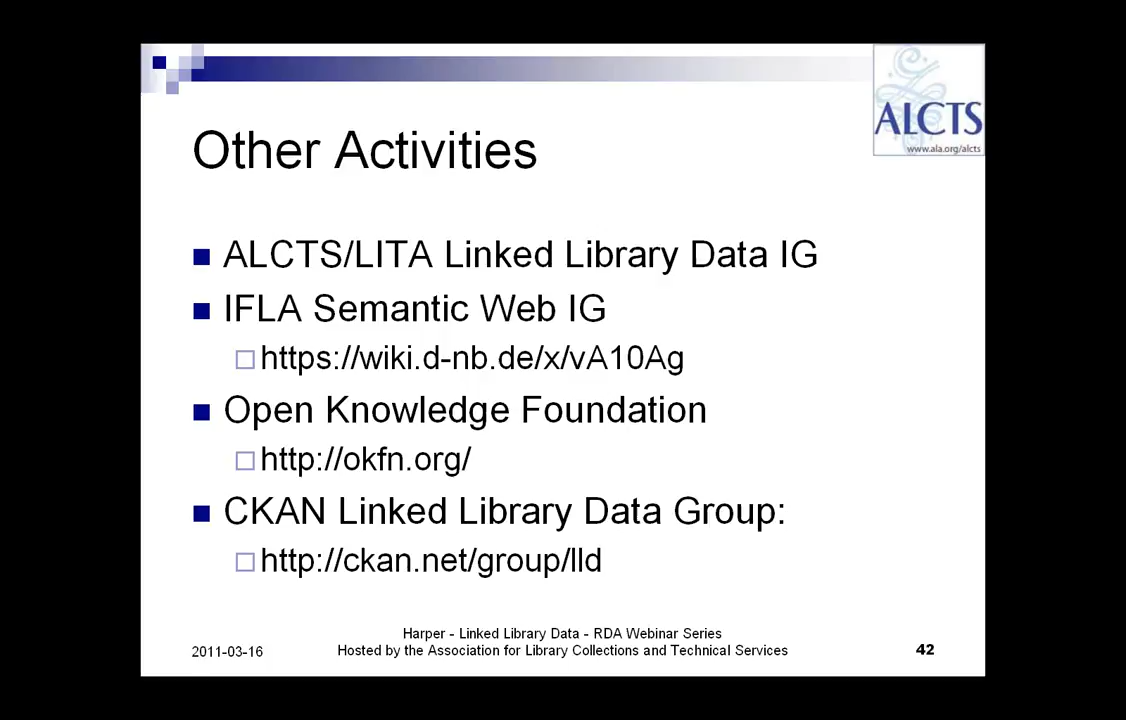 ALCTS
www.ala.org/alcts
Other Activities
ALCTS/LITA Linked Library Data IG
IFLA Semantic Web IG
https://wiki.d-nb.de/x/vA10Ag
Open Knowledge Foundation
http://okfn.org/
CKAN Linked Library Data Group:
http://ckan.net/group/lld
Harper - Linked Library Data - RDA Webinar Series
2011-03-16
Hosted by the Association for Library Collections and Technical Services
42